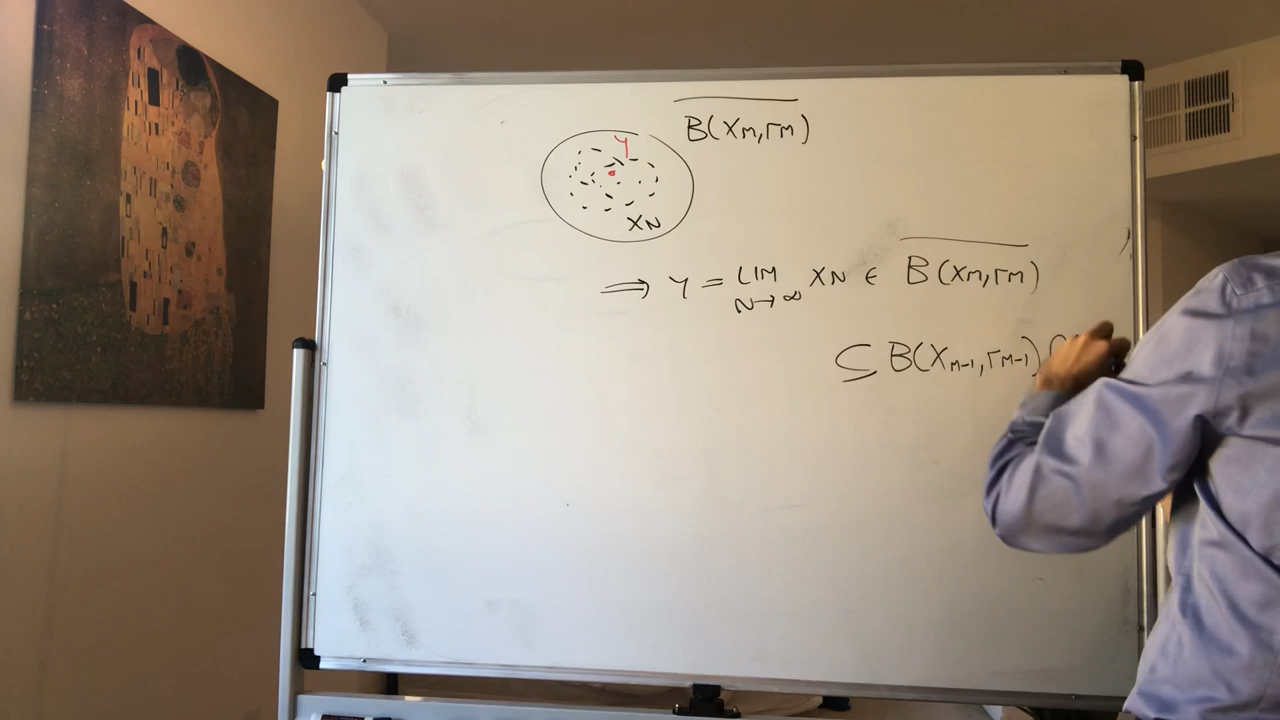 B(XM,rM)
Y
XN
⟹ Y = LIM N→∞ XN ∈ B(XM,rM)
⊆ B(XM-1,rM-1)